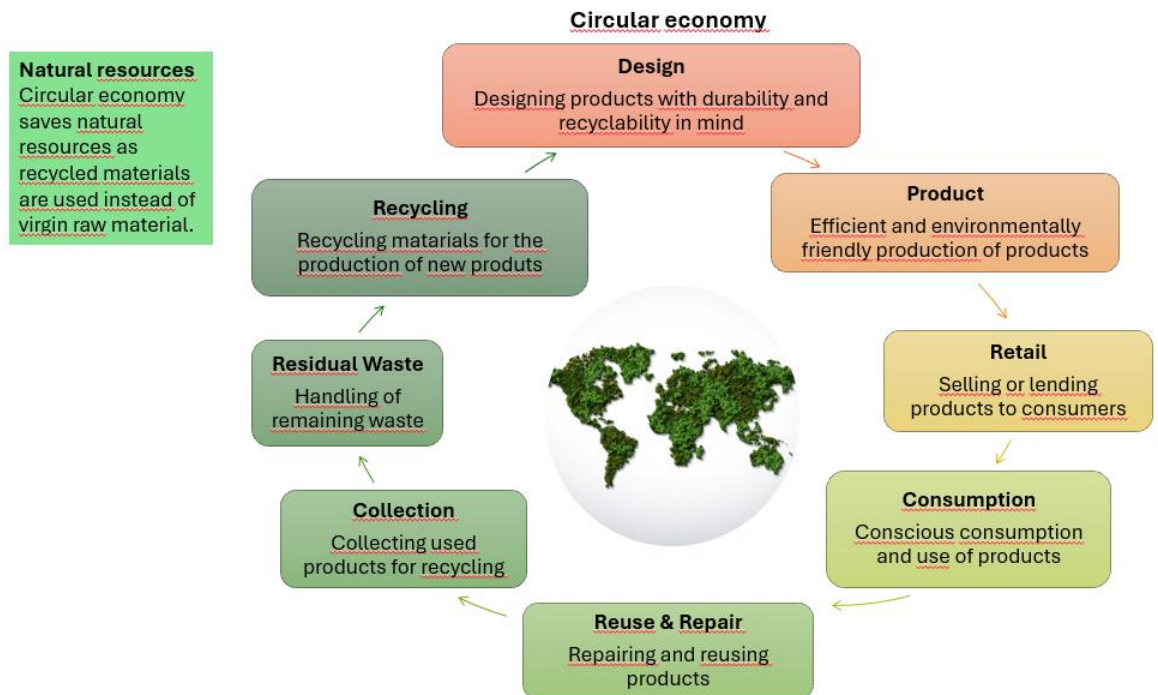 Circular economy
Natural resources
Circular economy
saves natural
resources as
recycled materials
are used instead of
virgin raw material.
Design
Designing products with durability and
recyclability in mind
Product
Efficient and environmentally
friendly production of products
Retail
Selling or lending
products to consumers
Consumption
Conscious consumption
and use of products
Reuse & Repair
Repairing and reusing
products
Collection
Collecting used
products for recycling
Residual Waste
Handling of
remaining waste
Recycling
Recycling matarials for the
production of new produts